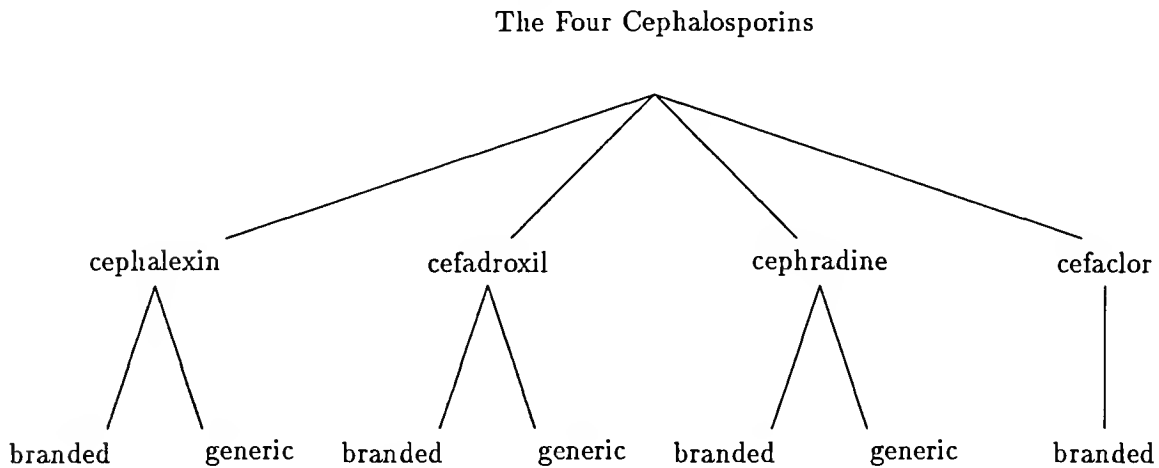 The Four Cephalosporins
cephalexin cefadroxil cephradine cefaclor
branded generic branded generic branded generic branded